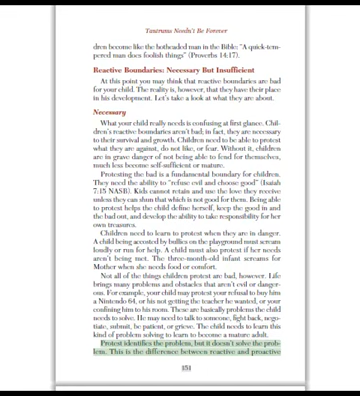 Tantrums Needn't Be Forever
dren become like the hotheaded man in the Bible: "A quick-tem-
pered man does foolish things" (Proverbs 14:17).
Reactive Boundaries: Necessary But Insufficient
At this point you may think that reactive boundaries are bad
for your child. The reality is, however, that they have their place
in his development. Let's take a look at what they are about.
Necessary
What your child really needs is confusing at first glance. Chil-
dren's reactive boundaries aren't bad; in fact, they are necessary
to their survival and growth. Children need to be able to protest
what they are against, do not like, or fear. Without it, children
are in grave danger of not being able to fend for themselves,
much less become self-sufficient or mature.
Protesting the bad is a fundamental boundary for children.
They need the ability to "refuse evil and choose good" (Isaiah
7:15 NASB). Kids cannot retain and use the love they receive
unless they can shun that which is not good for them. Being able
to protest helps the child define herself, keep the good in and
the bad out, and develop the ability to take responsibility for her
own treasures.
Children need to learn to protest when they are in danger.
A child being accosted by bullies on the playground must scream
loudly or run for help. A child must also protest if her needs
aren't being met. The three-month-old infant screams for
Mother when she needs food or comfort.
Not all of the things children protest are bad, however. Life
brings many problems and obstacles that aren't evil or danger-
ous. For example, your child may protest your refusal to buy him
a Nintendo 64, or his not getting the teacher he wanted, or your
confining him to his room. These are basically problems the child
needs to solve. He may need to talk to someone, fight back, nego-
tiate, submit, be patient, or grieve. The child needs to learn this
kind of problem solving to learn to become a mature adult.
Protest identifies the problem, but it doesn't solve the prob-
lem. This is the difference between reactive and proactive
151